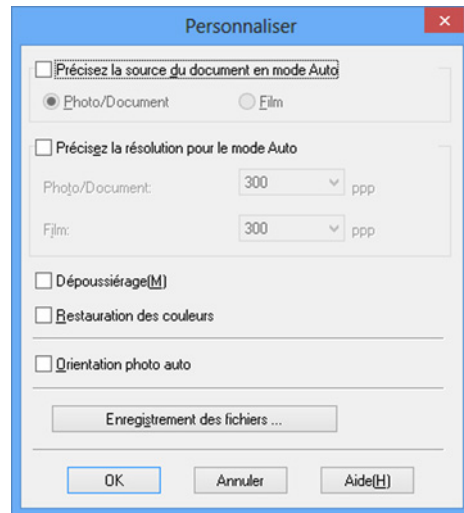 Personnaliser
Précisez la source du document en mode Auto
Photo/Document Film
Précisez la résolution pour le mode Auto
Photo/Document: 300 ppp
Film: 300 ppp
Dépoussiérage(M)
Restauration des couleurs
Orientation photo auto
Enregistrement des fichiers ...
OK Annuler Aide(H)